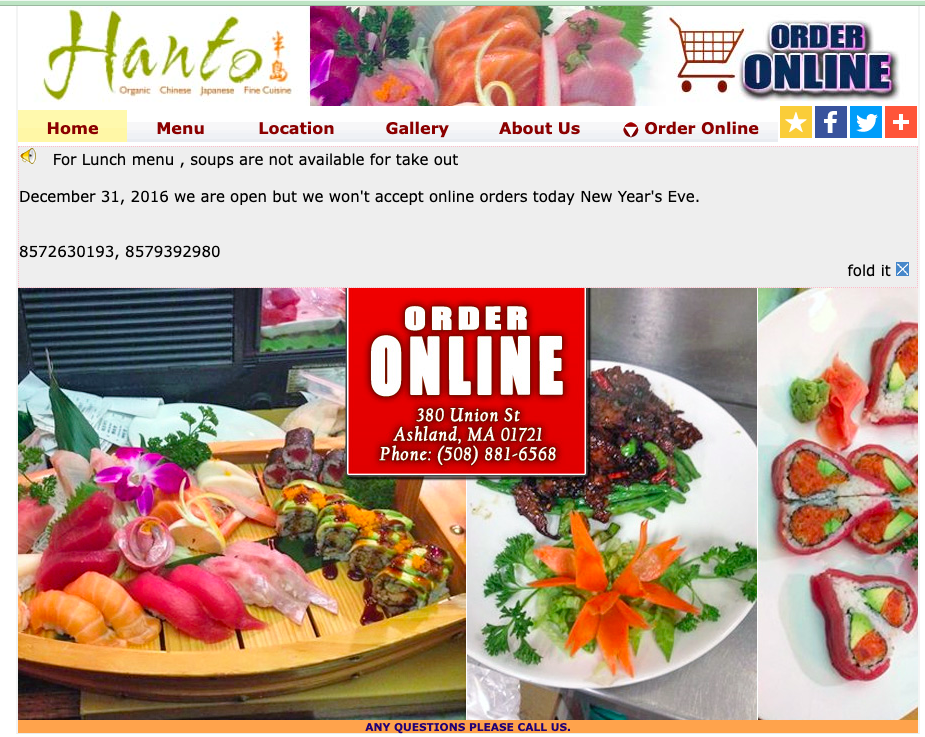 Hanto
半島
Organic Chinese Japanese Fine Cuisine
ORDER
ONLINE
Home Menu Location Gallery About Us Order Online
For Lunch menu , soups are not available for take out
December 31, 2016 we are open but we won't accept online orders today New Year's Eve.
8572630193, 8579392980
fold it
ORDER
ONLINE
380 Union St
Ashland, MA 01721
Phone: (508) 881-6568
ANY QUESTIONS PLEASE CALL US.